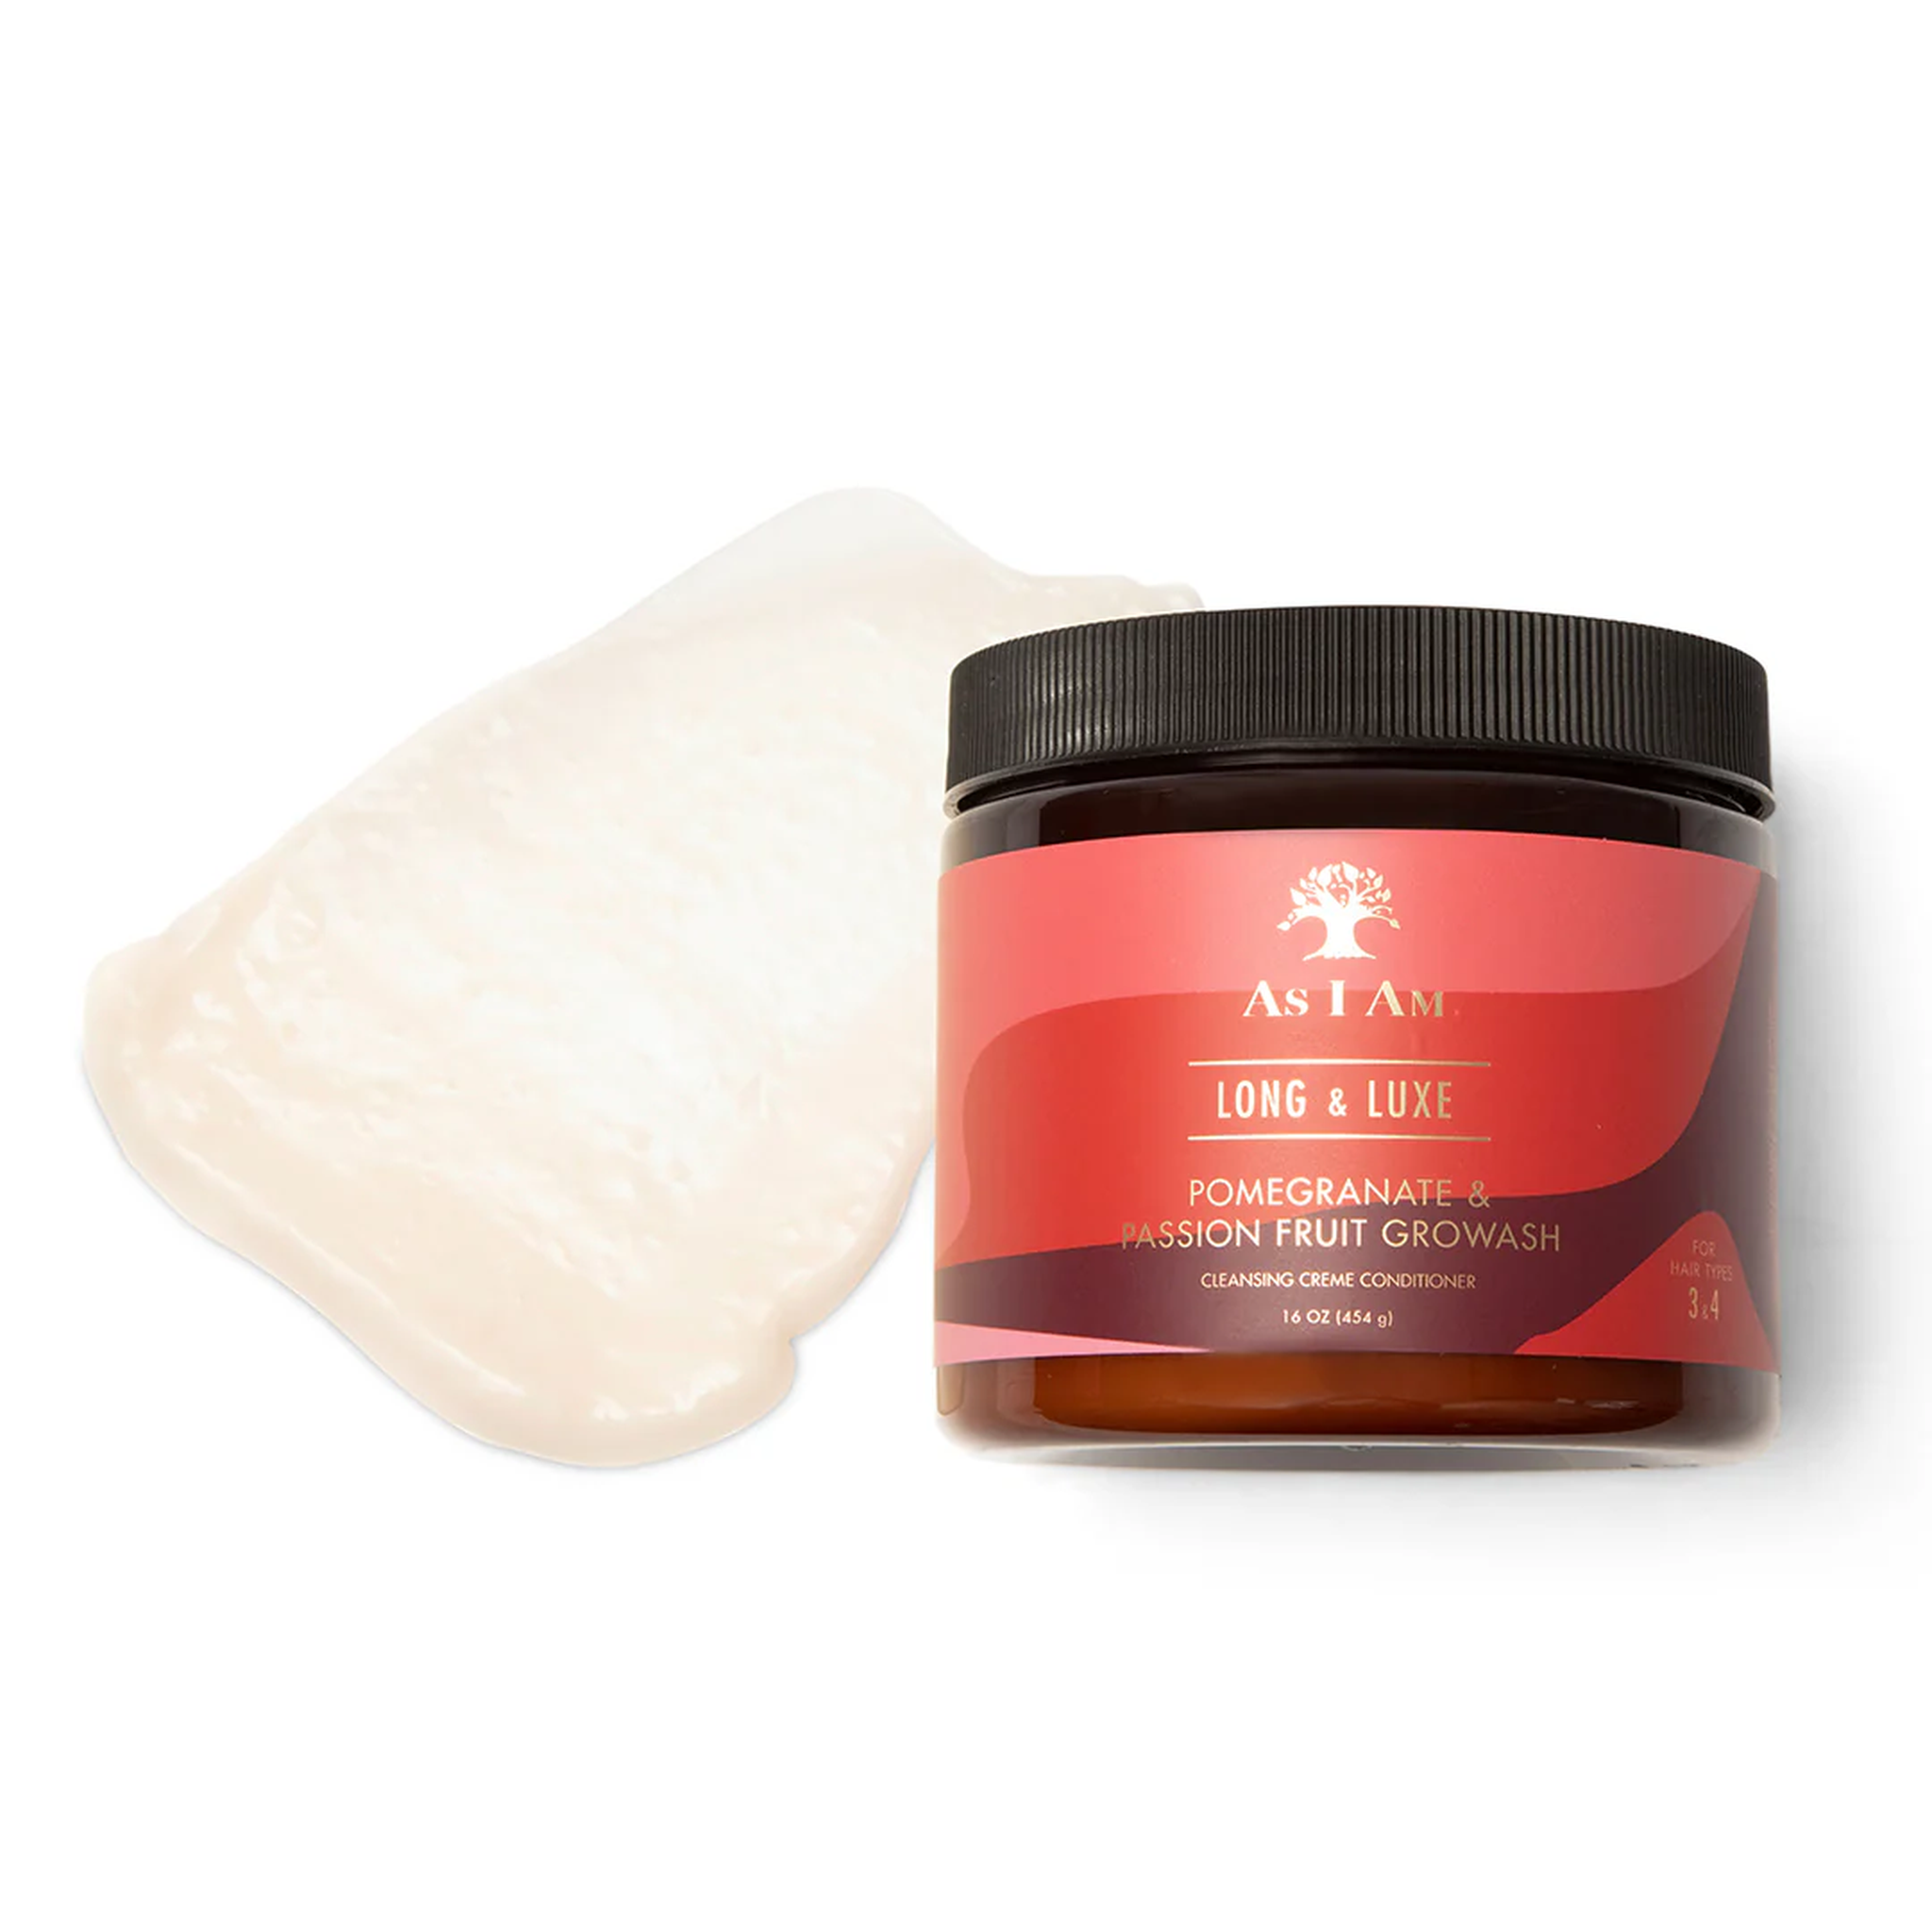 AS I AM
LONG & LUXE
POMEGRANATE &
PASSION FRUIT GROWASH
CLEANSING CREME CONDITIONER
16 OZ (454 g)
FOR
HAIR TYPES
3 & 4